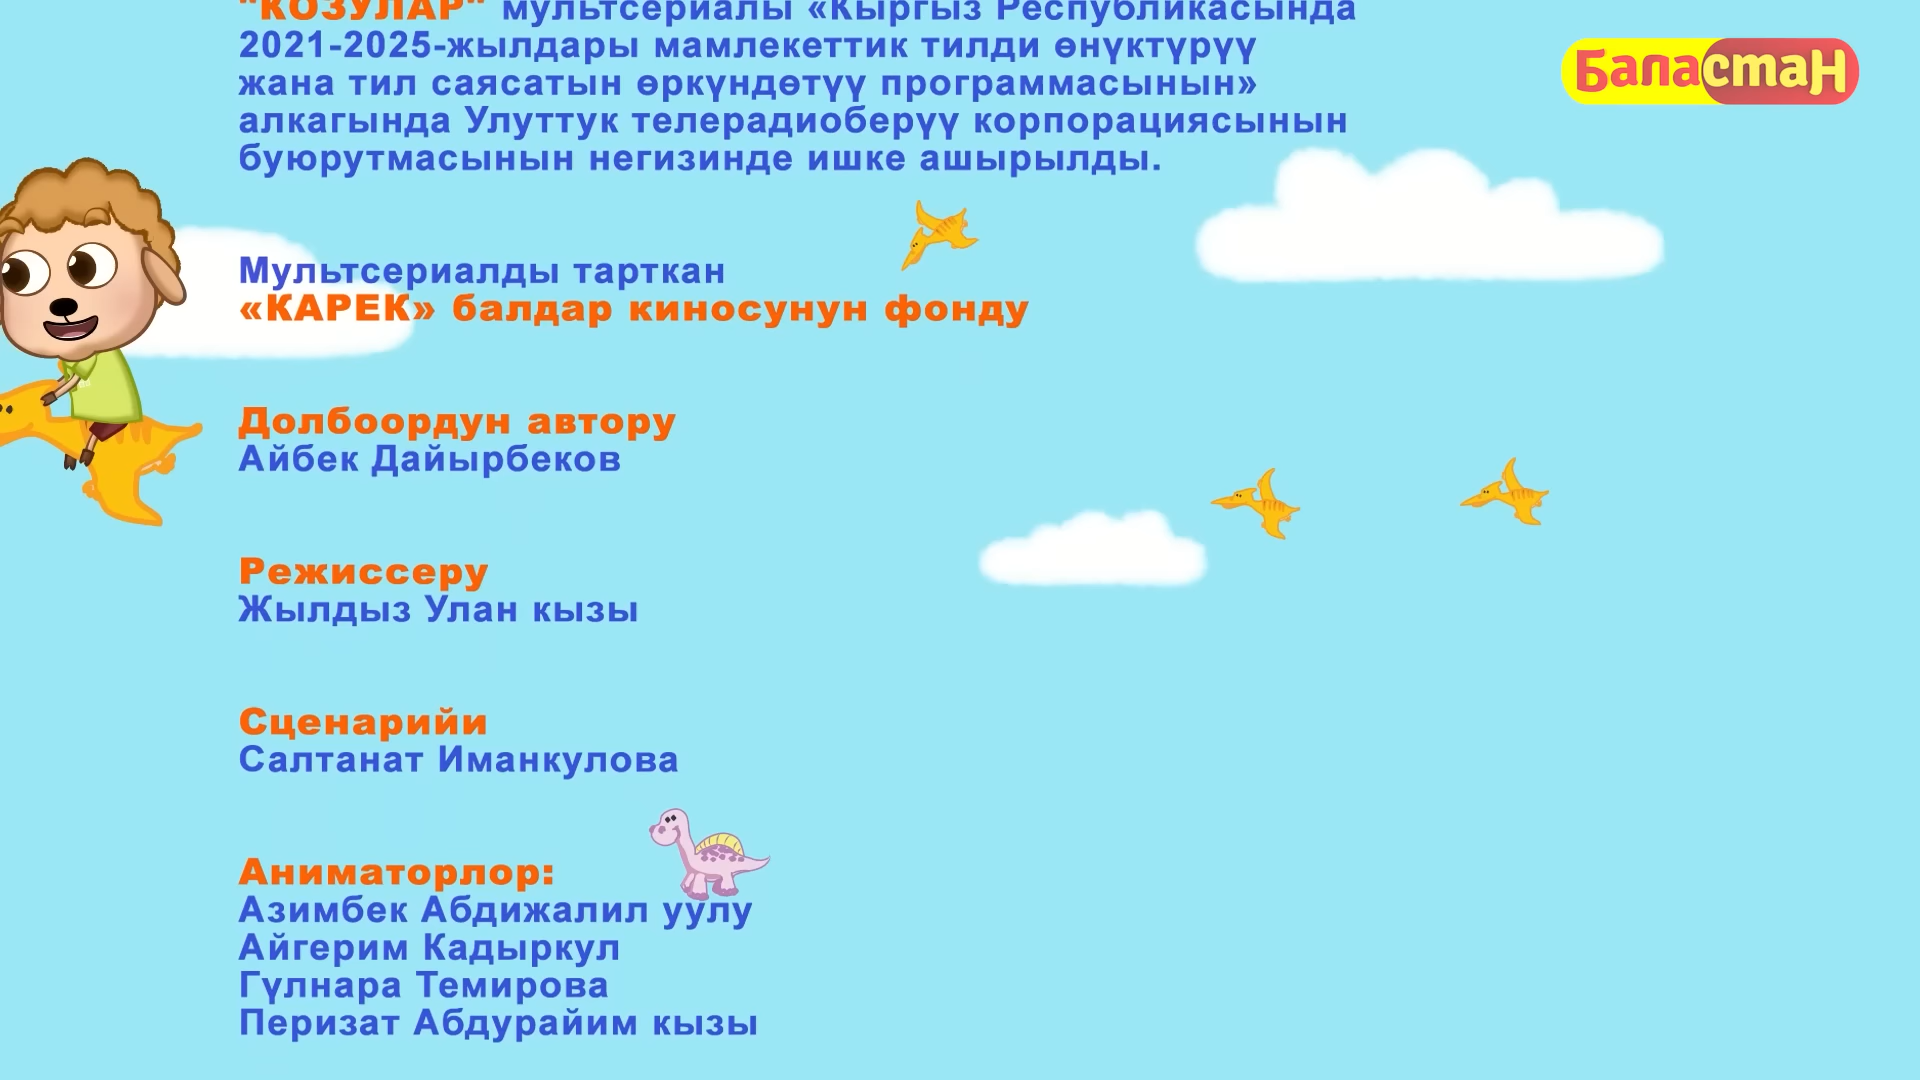 "КОЗУЛАР" мультсериалы «Кыргыз Республикасында
2021-2025-жылдары мамлекеттик тилди өнүктүрүү
жана тил саясатын өркүндөтүү программасынын»
алкагында Улуттук телерадиоберүү корпорациясынын
буюрутмасынын негизинде ишке ашырылды.
Баластан
Мультсериалды тарткан
«КАРЕК» балдар киносунун фонду
Долбоордун автору
Айбек Дайырбеков
Режиссеру
Жылдыз Улан кызы
Сценарийи
Салтанат Иманкулова
Аниматорлор:
Азимбек Абдижалил уулу
Айгерим Кадыркул
Гүлнара Темирова
Перизат Абдурайим кызы